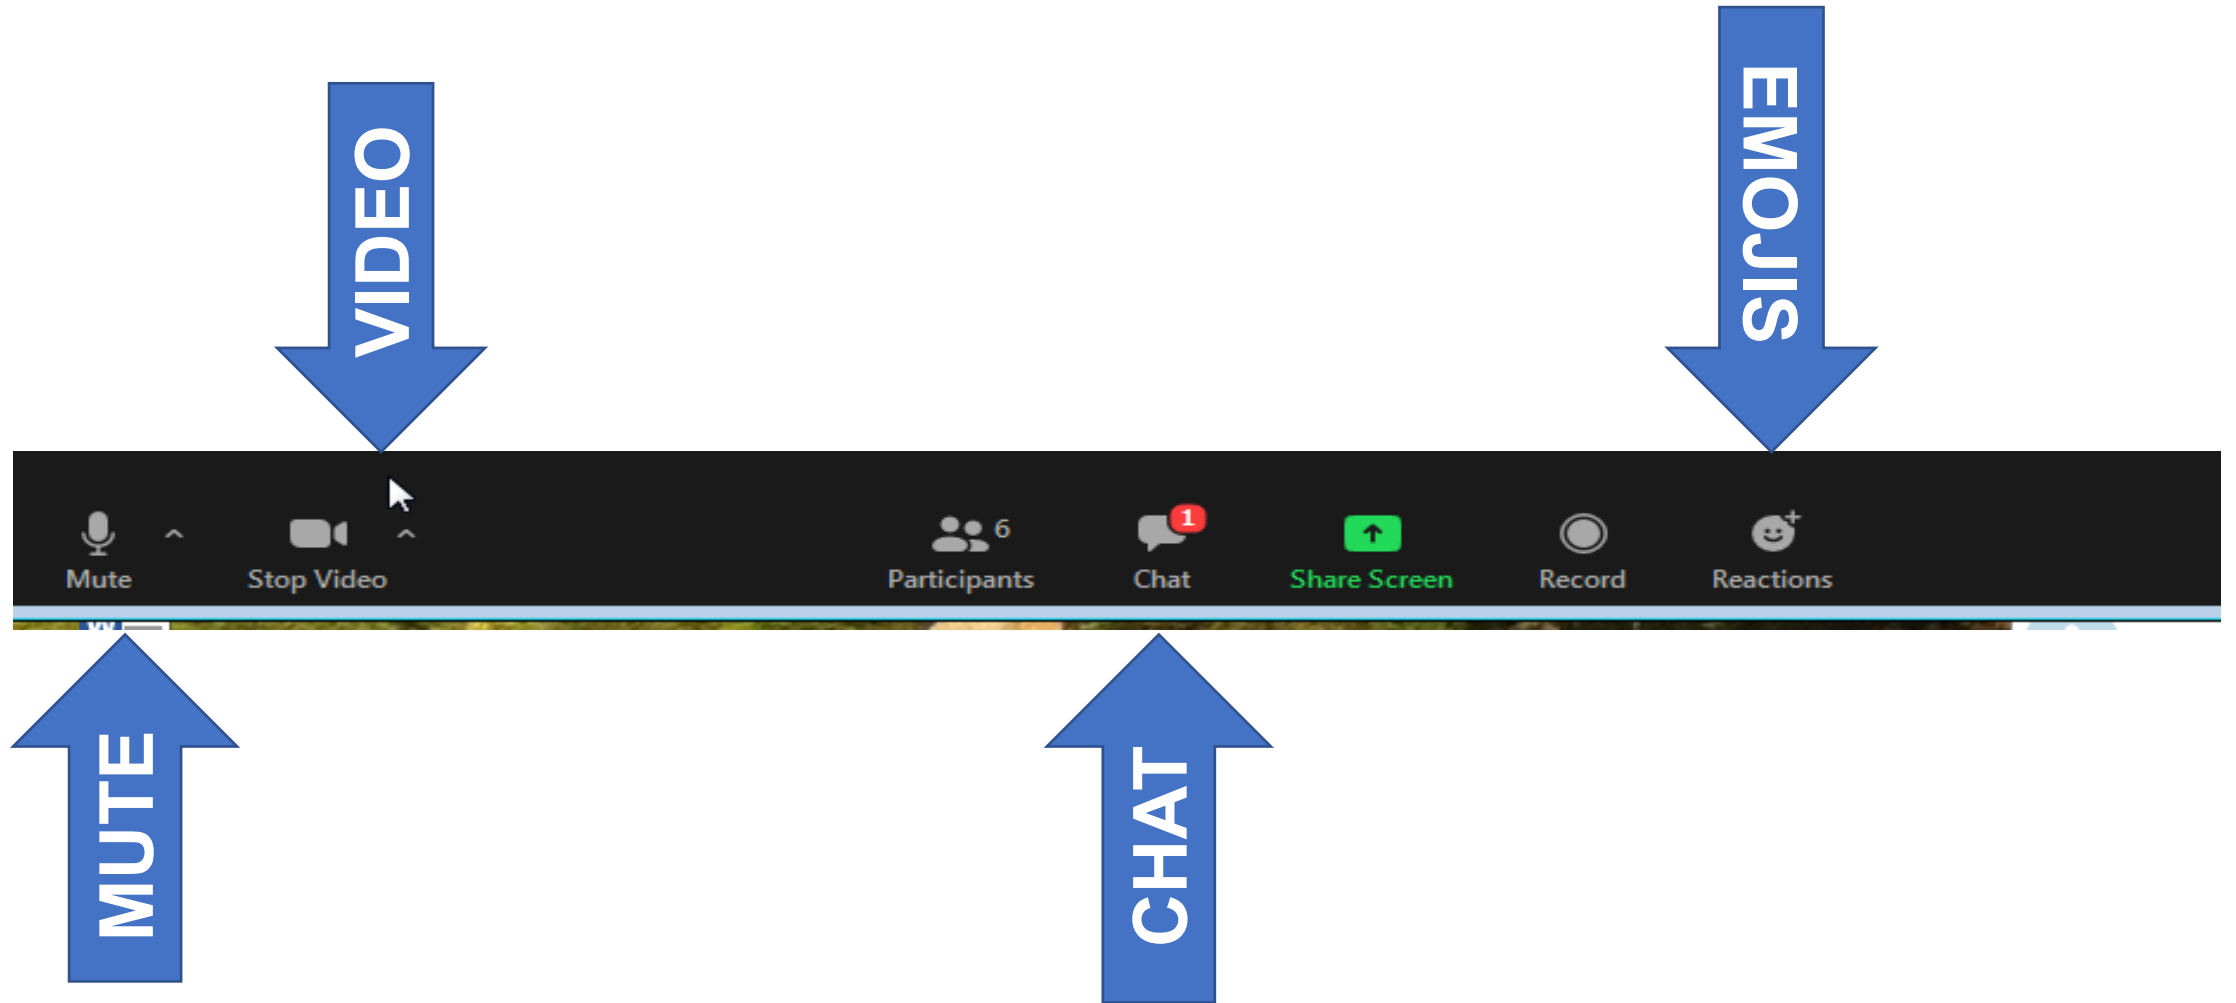 VIDEO
EMOJIS
6
1
Mute
Stop Video
Participants
Chat
Share Screen
Record
Reactions
MUTE
CHAT